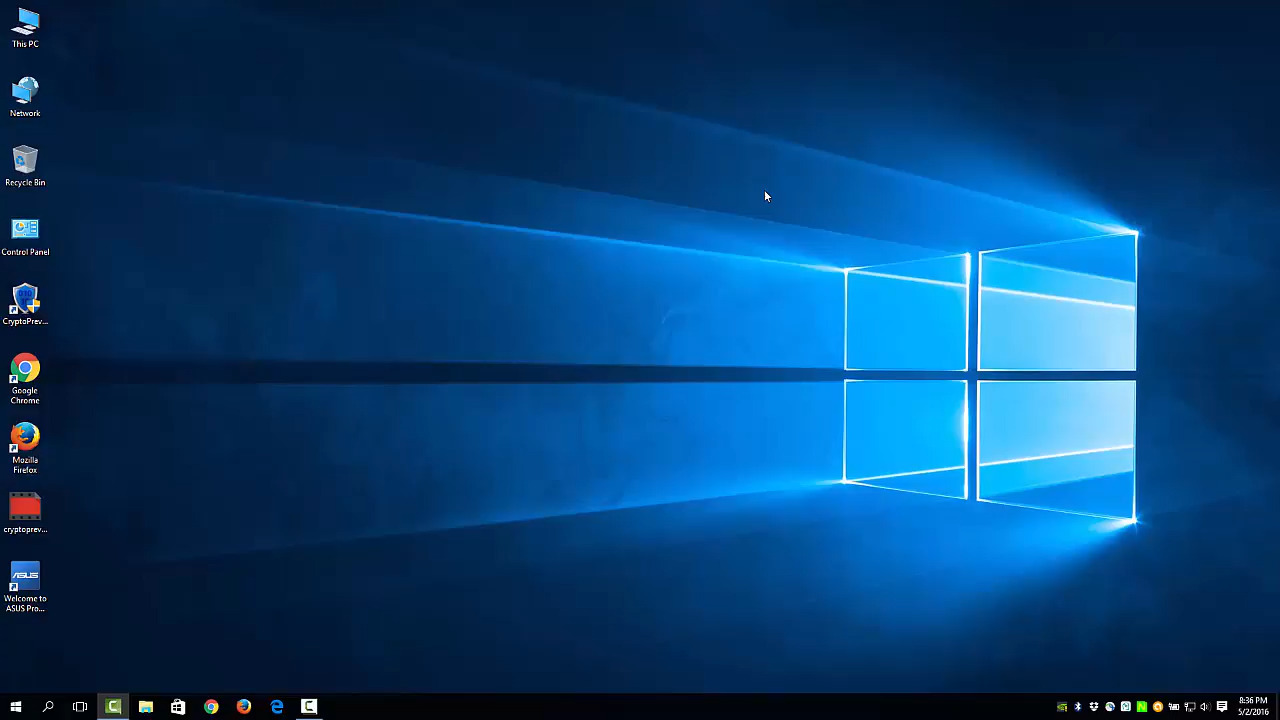 This PC
Network
Recycle Bin
Control Panel
CryptoPrev...
Google
Chrome
Mozilla
Firefox
cryptoprev...
ASUS
Welcome to
ASUS Pro...
8:36 PM
5/2/2016